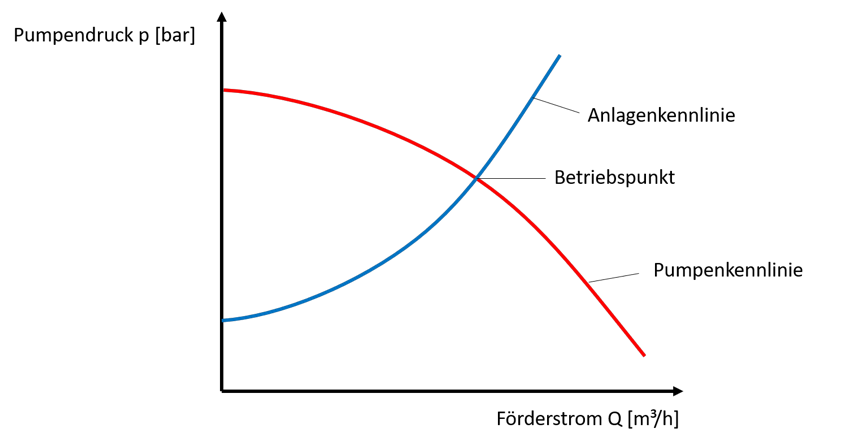 Pumpendruck p [bar]
Anlagenkennlinie
Betriebspunkt
Pumpenkennlinie
Förderstrom Q [m³/h]